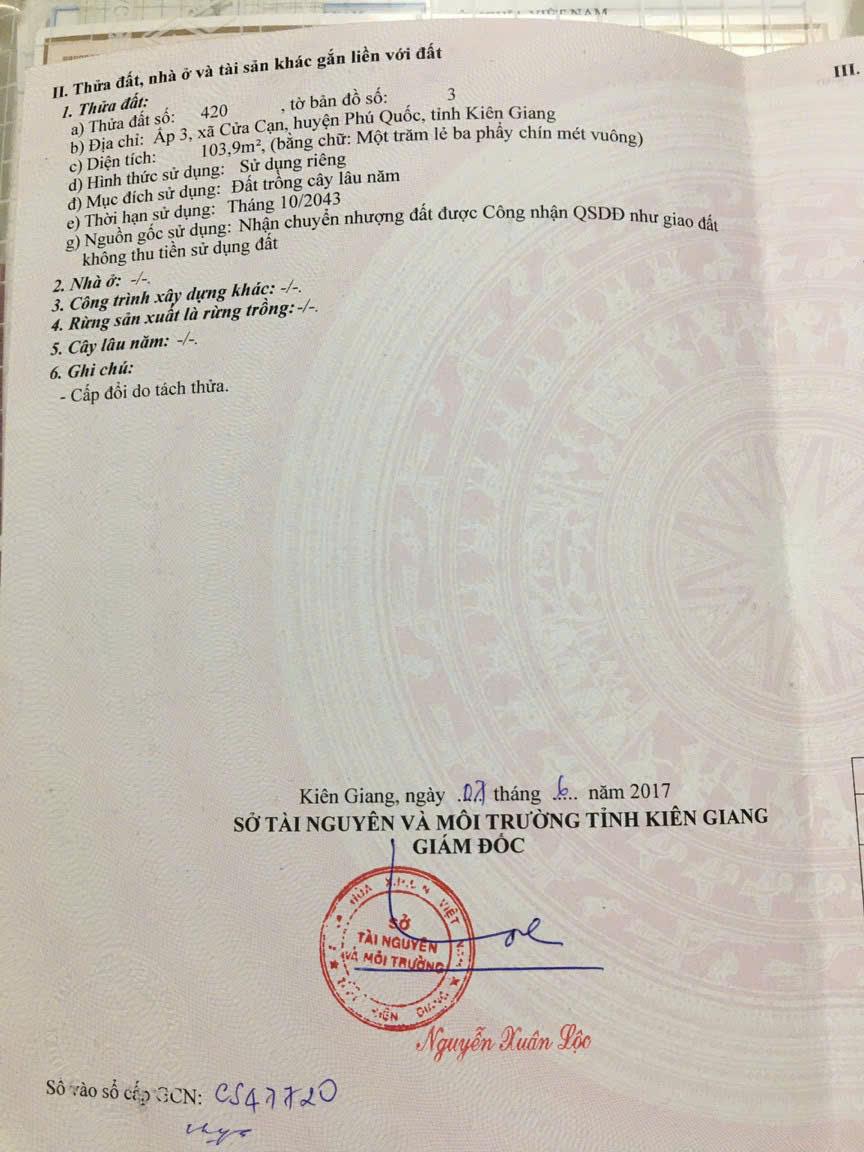 VIỆT NAM
II. Thửa đất, nhà ở và tài sản khác gắn liền với đất
III.
1. Thửa đất:
a) Thửa đất số: 420 , tờ bản đồ số: 3
b) Địa chỉ: Ấp 3, xã Cửa Cạn, huyện Phú Quốc, tỉnh Kiên Giang
c) Diện tích: 103,9m², (bằng chữ: Một trăm lẻ ba phẩy chín mét vuông)
d) Hình thức sử dụng: Sử dụng riêng
đ) Mục đích sử dụng: Đất trồng cây lâu năm
e) Thời hạn sử dụng: Tháng 10/2043
g) Nguồn gốc sử dụng: Nhận chuyển nhượng đất được Công nhận QSDĐ như giao đất
không thu tiền sử dụng đất
2. Nhà ở: -/-.
3. Công trình xây dựng khác: -/-.
4. Rừng sản xuất là rừng trồng: -/-.
5. Cây lâu năm: -/-.
6. Ghi chú:
- Cấp đổi do tách thửa.
Kiên Giang, ngày 07 tháng 6 năm 2017
SỞ TÀI NGUYÊN VÀ MÔI TRƯỜNG TỈNH KIÊN GIANG
GIÁM ĐỐC
SỞ
TÀI NGUYÊN
VÀ MÔI TRƯỜNG
Nguyễn Xuân Lộc
Số vào sổ cấp GCN: CS47720